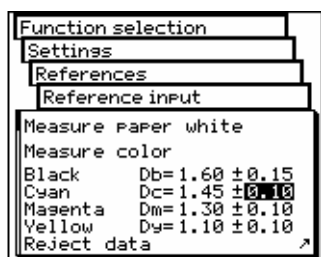 Function selection
Settings
References
Reference input
Measure paper white
Measure color
Black Db= 1.60 ±0.15
Cyan Dc= 1.45 ±0.10
Magenta Dm= 1.30 ±0.10
Yellow Dy= 1.10 ±0.10
Reject data ↗